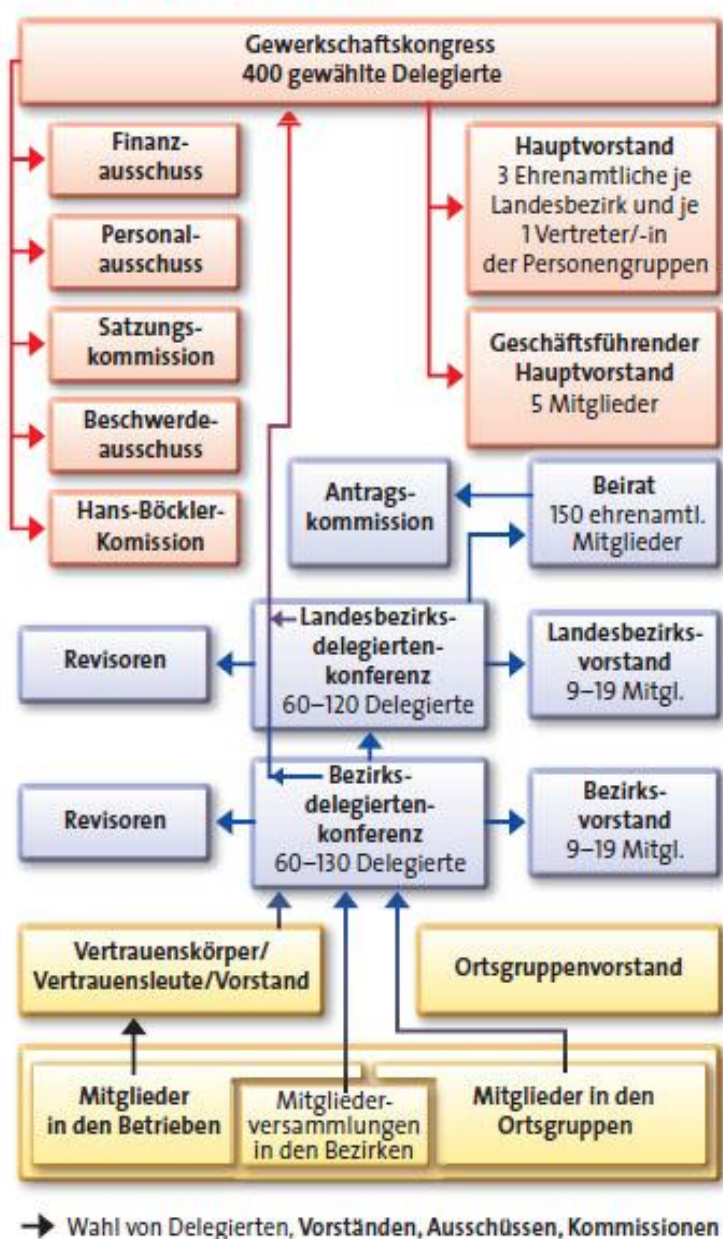 Gewerkschaftskongress
400 gewählte Delegierte
Finanz-
ausschuss
Personal-
ausschuss
Satzungs-
kommission
Beschwerde-
ausschuss
Hans-Böckler-
Komission
Hauptvorstand
3 Ehrenamtliche je
Landesbezirk und je
1 Vertreter/-in
der Personengruppen
Geschäftsführender
Hauptvorstand
5 Mitglieder
Antrags-
kommission
Beirat
150 ehrenamtl.
Mitglieder
Revisoren
Landesbezirks-
delegierten-
konferenz
60–120 Delegierte
Landesbezirks-
vorstand
9–19 Mitgl.
Revisoren
Bezirks-
delegierten-
konferenz
60–130 Delegierte
Bezirks-
vorstand
9–19 Mitgl.
Vertrauenskörper/
Vertrauensleute/Vorstand
Ortsgruppenvorstand
Mitglieder
in den Betrieben
Mitglieder-
versammlungen
in den Bezirken
Mitglieder in den
Ortsgruppen
Wahl von Delegierten, Vorständen, Ausschüssen, Kommissionen